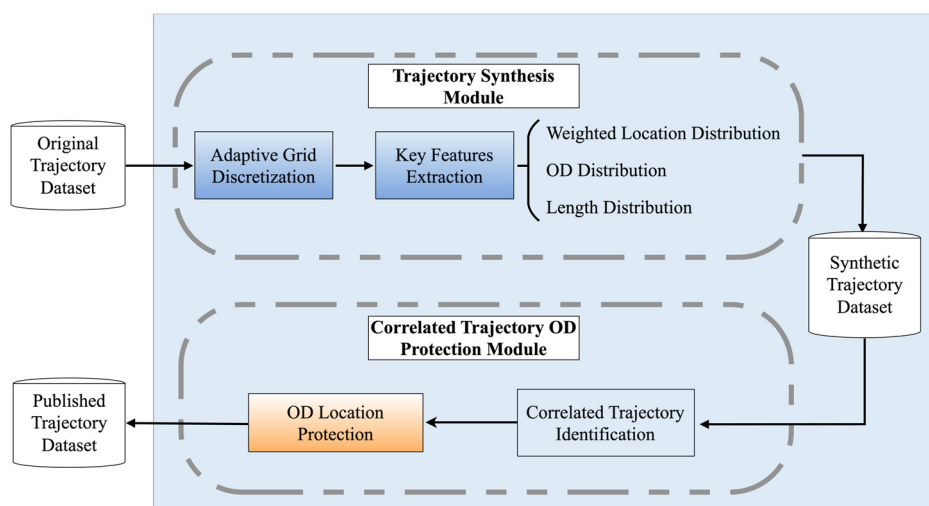 Trajectory Synthesis
Module
Original
Trajectory
Dataset
Adaptive Grid
Discretization
Key Features
Extraction
Weighted Location Distribution
OD Distribution
Length Distribution
Synthetic
Trajectory
Dataset
Correlated Trajectory OD
Protection Module
Correlated Trajectory
Identification
OD Location
Protection
Published
Trajectory
Dataset